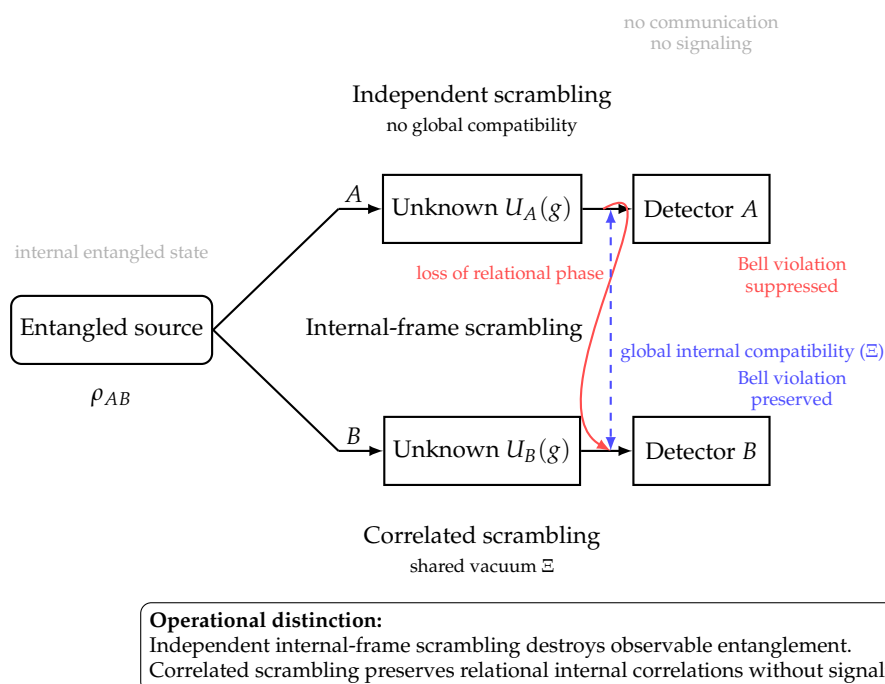 no communication
no signaling
Independent scrambling
no global compatibility
A
Unknown U_A(g)
Detector A
internal entangled state
loss of relational phase
Bell violation
suppressed
Entangled source
Internal-frame scrambling
global internal compatibility (Ξ)
ρ_AB
Bell violation
preserved
B
Unknown U_B(g)
Detector B
Correlated scrambling
shared vacuum Ξ
Operational distinction:
Independent internal-frame scrambling destroys observable entanglement.
Correlated scrambling preserves relational internal correlations without signal